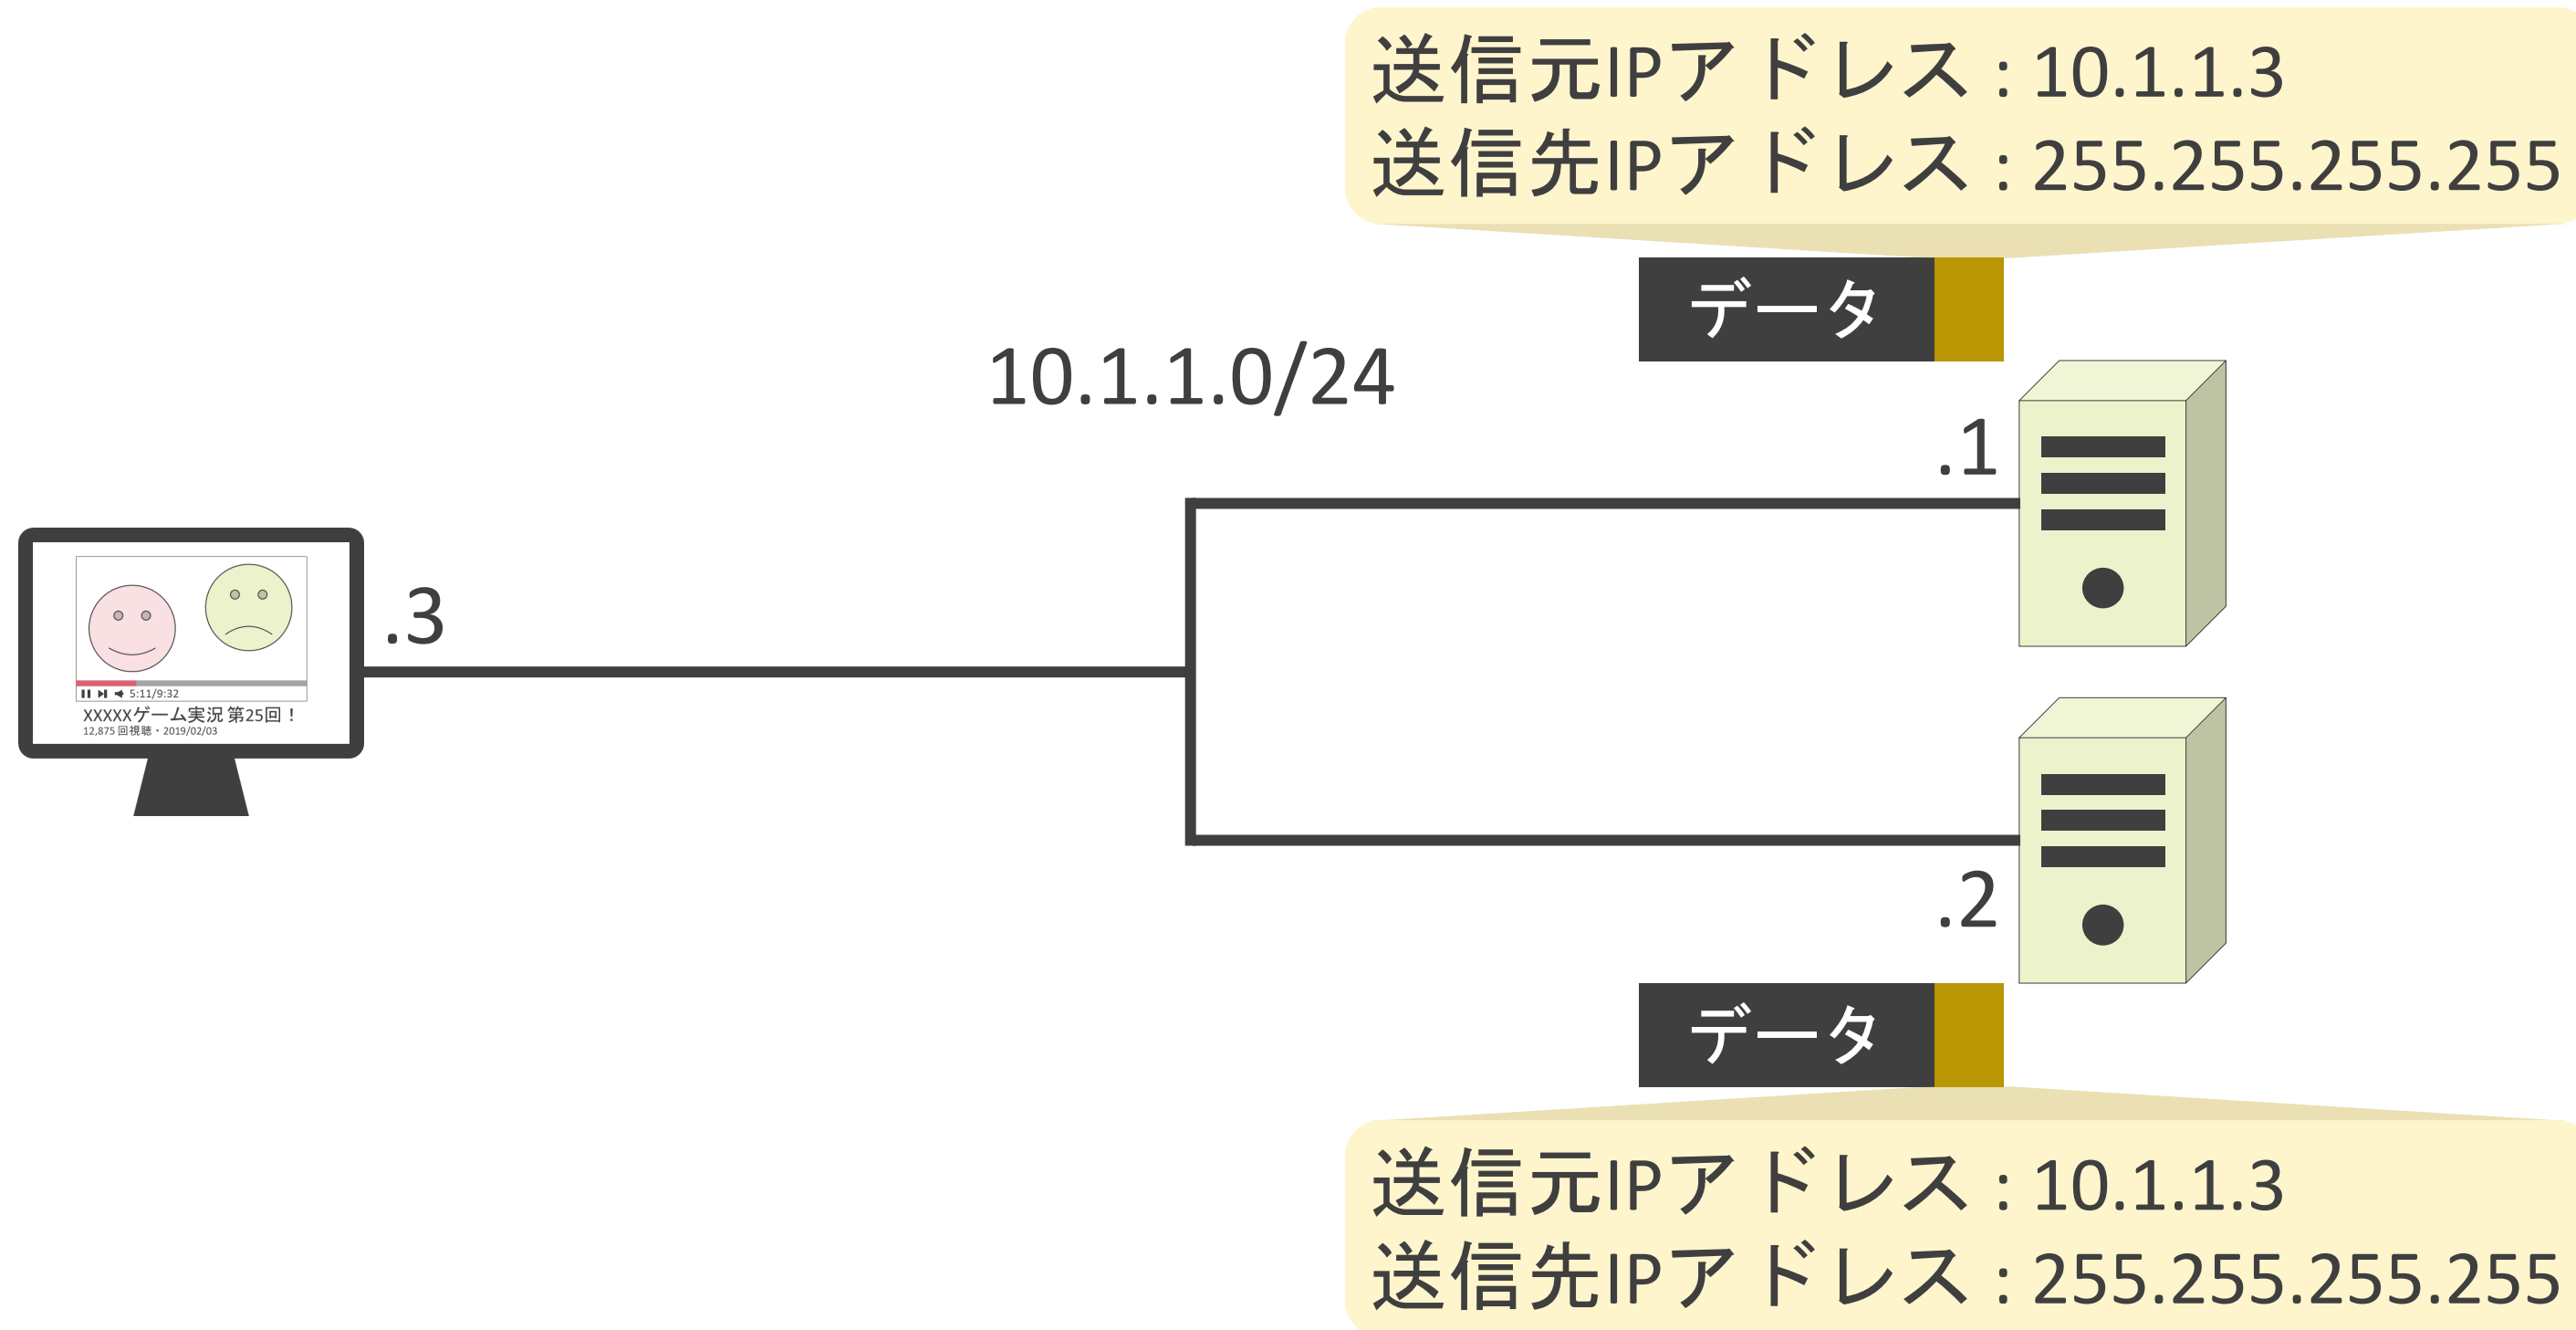 送信元IPアドレス : 10.1.1.3
送信先IPアドレス : 255.255.255.255
データ
10.1.1.0/24
.1
.3
5:11/9:32
XXXXXゲーム実況 第25回！
12,875 回視聴・2019/02/03
.2
データ
送信元IPアドレス : 10.1.1.3
送信先IPアドレス : 255.255.255.255